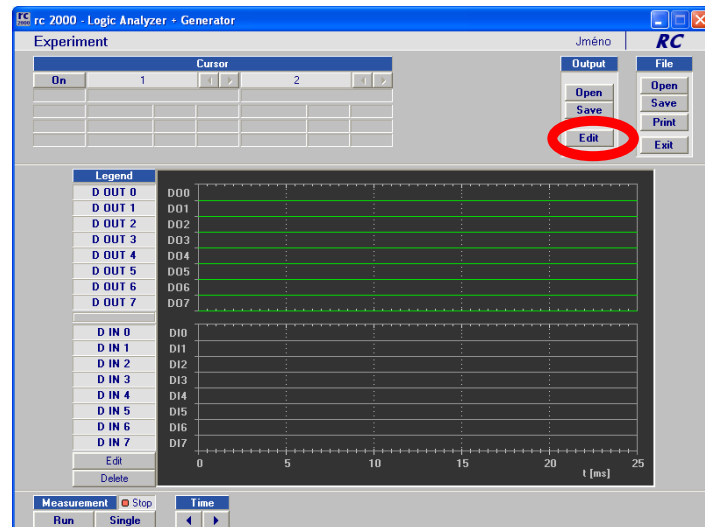 rc 2000 - Logic Analyzer + Generator
Experiment Jméno RC
Cursor Output File
On 1 2
Open Open
Save Save
Print
Edit Exit
Legend
D OUT 0 DO0
D OUT 1 DO1
D OUT 2 DO2
D OUT 3 DO3
D OUT 4 DO4
D OUT 5 DO5
D OUT 6 DO6
D OUT 7 DO7
D IN 0 DI0
D IN 1 DI1
D IN 2 DI2
D IN 3 DI3
D IN 4 DI4
D IN 5 DI5
D IN 6 DI6
D IN 7 DI7
Edit 0 5 10 15 20 25
Delete t [ms]
Measurement Stop Time
Run Single